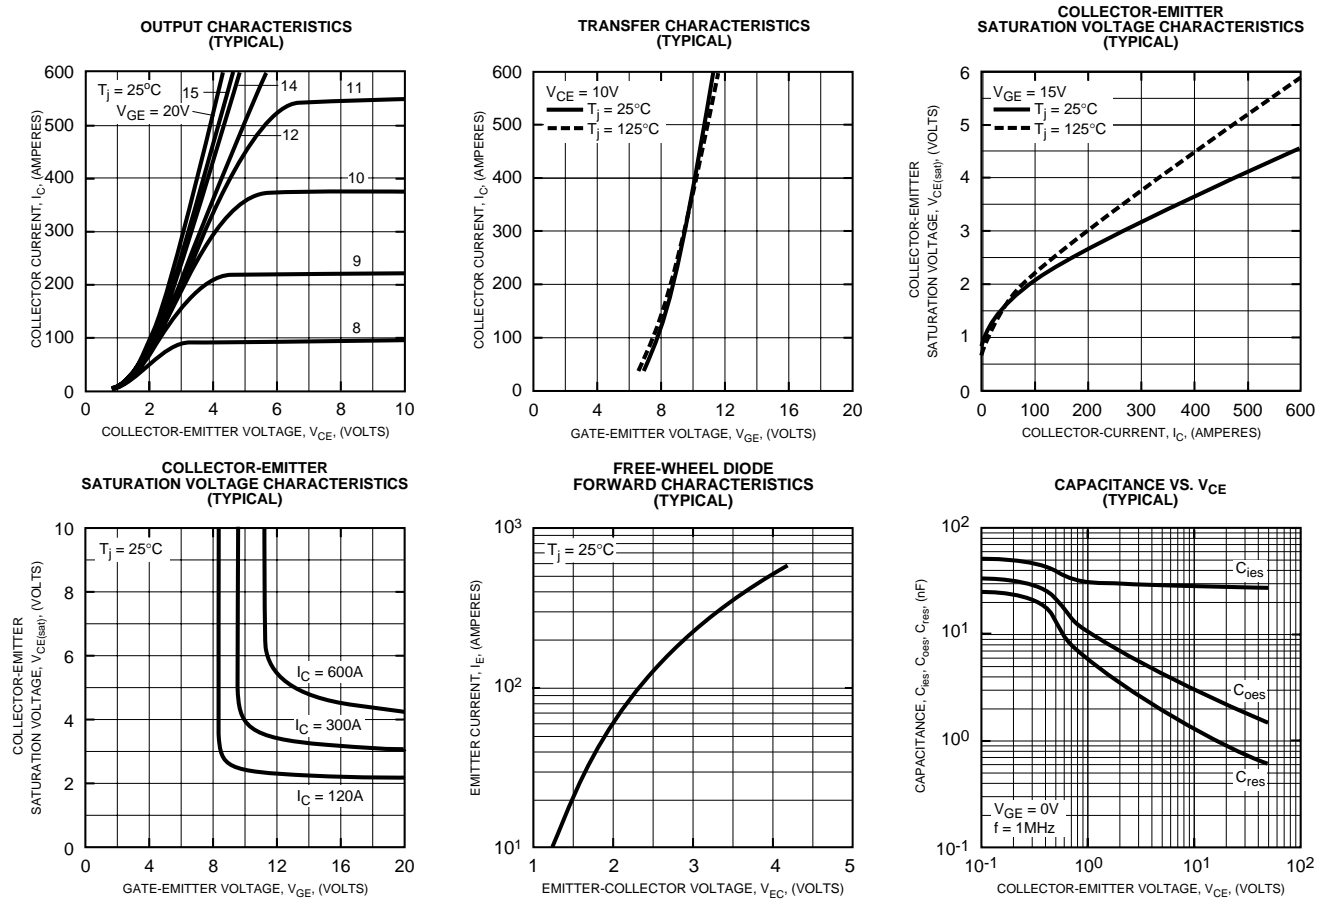 OUTPUT CHARACTERISTICS
(TYPICAL)
COLLECTOR CURRENT, IC, (AMPERES)
600
500
400
300
200
100
0
Tj = 25°C
VGE = 20V
15
14
12
11
10
9
8
0 2 4 6 8 10
COLLECTOR-EMITTER VOLTAGE, VCE, (VOLTS)
TRANSFER CHARACTERISTICS
(TYPICAL)
COLLECTOR CURRENT, IC, (AMPERES)
600
500
400
300
200
100
0
VCE = 10V
Tj = 25°C
Tj = 125°C
0 4 8 12 16 20
GATE-EMITTER VOLTAGE, VGE, (VOLTS)
COLLECTOR-EMITTER
SATURATION VOLTAGE CHARACTERISTICS
(TYPICAL)
COLLECTOR-EMITTER
SATURATION VOLTAGE, VCE(sat), (VOLTS)
6
5
4
3
2
1
0
VGE = 15V
Tj = 25°C
Tj = 125°C
0 100 200 300 400 500 600
COLLECTOR-CURRENT, IC, (AMPERES)
COLLECTOR-EMITTER
SATURATION VOLTAGE CHARACTERISTICS
(TYPICAL)
COLLECTOR-EMITTER
SATURATION VOLTAGE, VCE(sat), (VOLTS)
10
8
6
4
2
0
Tj = 25°C
IC = 600A
IC = 300A
IC = 120A
0 4 8 12 16 20
GATE-EMITTER VOLTAGE, VGE, (VOLTS)
FREE-WHEEL DIODE
FORWARD CHARACTERISTICS
(TYPICAL)
EMITTER CURRENT, IE, (AMPERES)
10³
10²
10¹
Tj = 25°C
1 2 3 4 5
EMITTER-COLLECTOR VOLTAGE, VEC, (VOLTS)
CAPACITANCE VS. VCE
(TYPICAL)
CAPACITANCE, Cies, Coes, Cres, (nF)
10²
10¹
10⁰
10⁻¹
Cies
Coes
Cres
VGE = 0V
f = 1MHz
10⁻¹ 10⁰ 10¹ 10²
COLLECTOR-EMITTER VOLTAGE, VCE, (VOLTS)